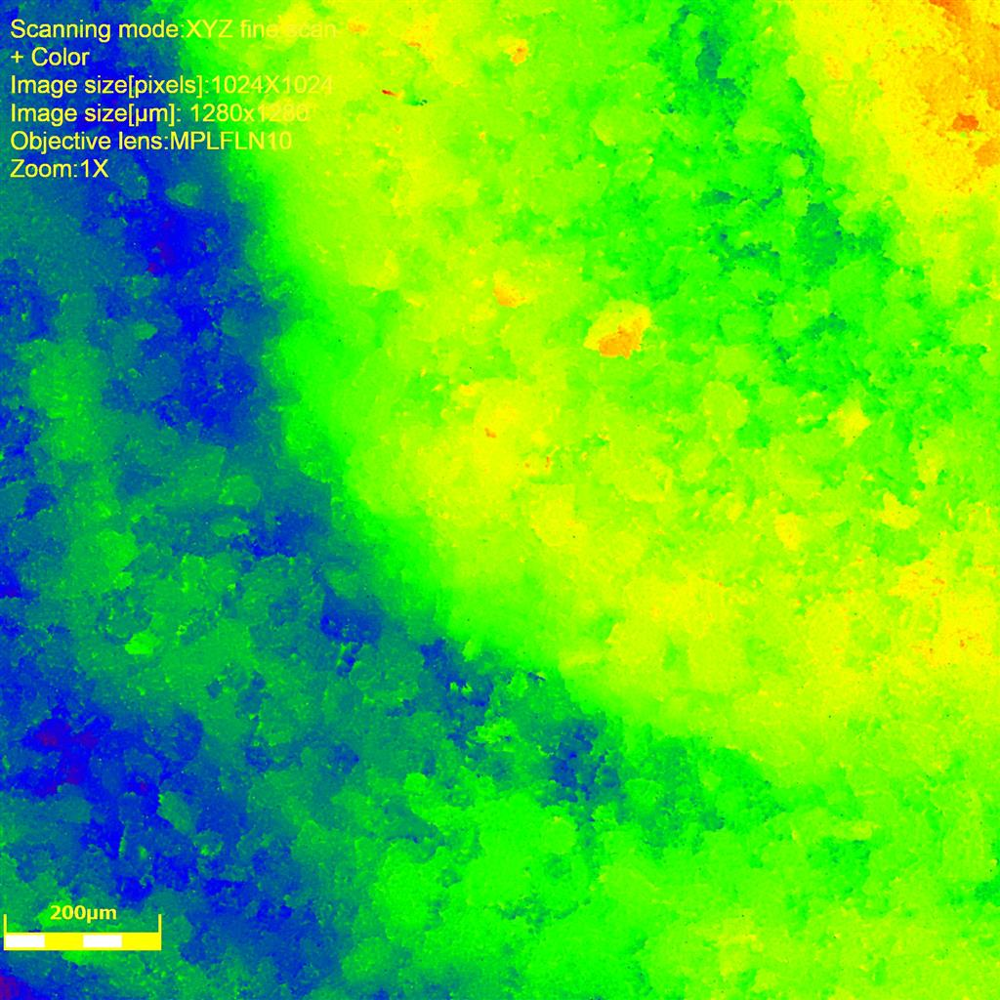 Scanning mode:XYZ fine scan
+ Color
Image size[pixels]:1024X1024
Image size[µm]: 1280x1280
Objective lens:MPLFLN10
Zoom:1X
200µm